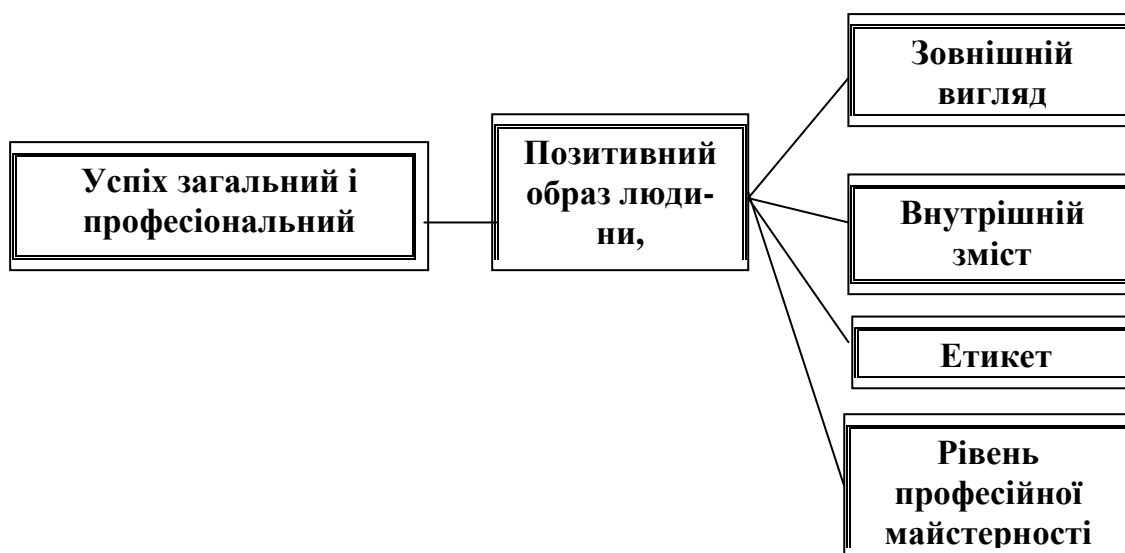 Успіх загальний і
професіональний
Позитивний
образ люди-
ни,
Зовнішній
вигляд
Внутрішній
зміст
Етикет
Рівень
професійної
майстерності